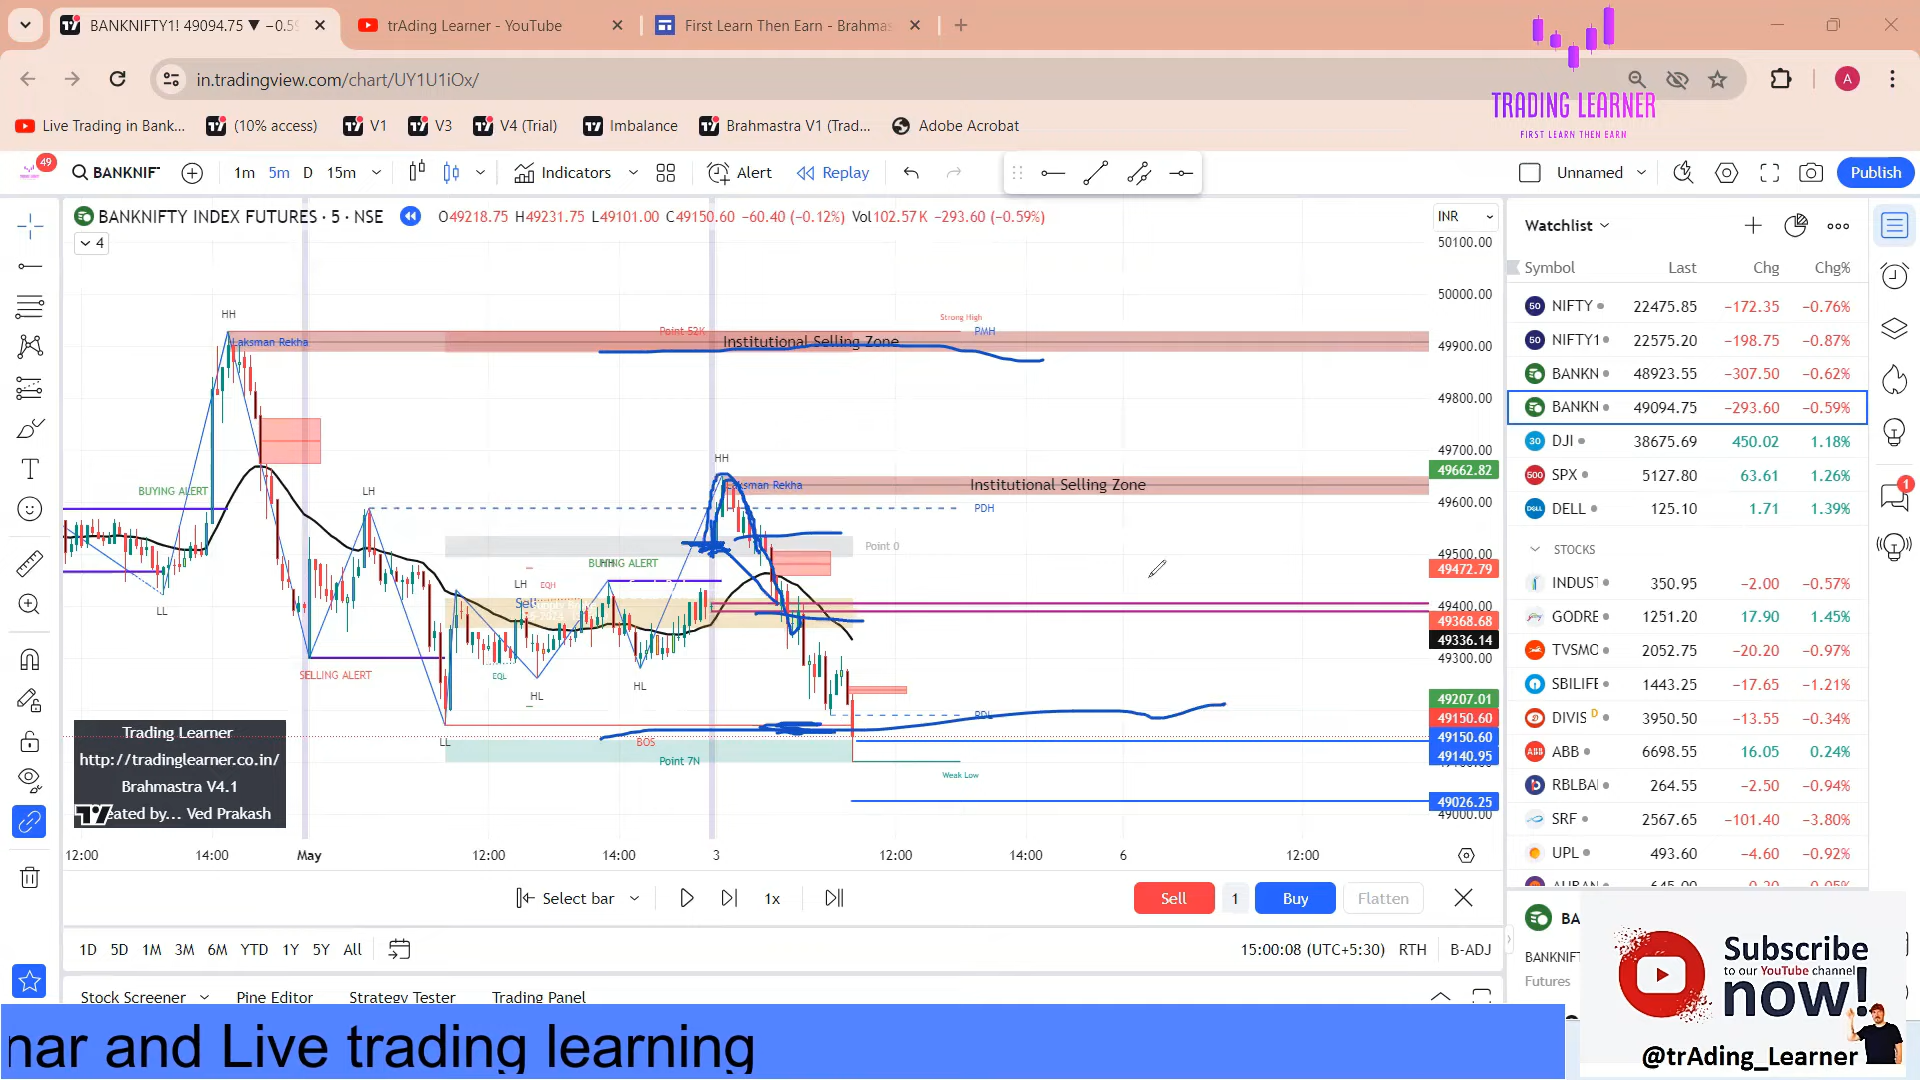 BANKNIFTY1! 49094.75 ▼ −0.59
trAding Learner - YouTube
First Learn Then Earn - Brahmas
in.tradingview.com/chart/UY1U1iOx/
A
TRADING LEARNER
FIRST LEARN THEN EARN
Live Trading in Bank...
(10% access)
V1
V3
V4 (Trial)
Imbalance
Brahmastra V1 (Trad...
Adobe Acrobat
49
BANKNIF
1m 5m D 15m
Indicators
Alert
Replay
Unnamed
Publish
BANKNIFTY INDEX FUTURES · 5 · NSE
O49218.75 H49231.75 L49101.00 C49150.60 −60.40 (−0.12%) Vol102.57 K −293.60 (−0.59%)
4
INR
50100.00
50000.00
49900.00
49800.00
49700.00
49662.82
49600.00
49500.00
49472.79
49400.00
49368.68
49336.14
49300.00
49207.01
49150.60
49150.60
49140.95
49026.25
49000.00
HH
Laksman Rekha
Point 52K
Strong High
PMH
Institutional Selling Zone
BUYING ALERT
LH
HH
Laksman Rekha
Institutional Selling Zone
PDH
Point 0
BUYING ALERT
HH
LH
EQH
Sell
LL
EQL
HL
HL
SELLING ALERT
PDL
LL
BOS
Point 7N
Weak Low
Trading Learner
http://tradinglearner.co.in/
Brahmastra V4.1
eated by... Ved Prakash
12:00 14:00 May 12:00 14:00 3 12:00 14:00 6 12:00
Select bar
1x
Sell
1
Buy
Flatten
1D 5D 1M 3M 6M YTD 1Y 5Y All
15:00:08 (UTC+5:30) RTH B-ADJ
Stock Screener
Pine Editor
Strategy Tester
Trading Panel
Watchlist
Symbol Last Chg Chg%
NIFTY 22475.85 −172.35 −0.76%
NIFTY1 22575.20 −198.75 −0.87%
BANKN 48923.55 −307.50 −0.62%
BANKN 49094.75 −293.60 −0.59%
DJI 38675.69 450.02 1.18%
SPX 5127.80 63.61 1.26%
DELL 125.10 1.71 1.39%
STOCKS
INDUST 350.95 −2.00 −0.57%
GODRE 1251.20 17.90 1.45%
TVSMO 2052.75 −20.20 −0.97%
SBILIFE 1443.25 −17.65 −1.21%
DIVIS D 3950.50 −13.55 −0.34%
ABB 6698.55 16.05 0.24%
RBLBA 264.55 −2.50 −0.94%
SRF 2567.65 −101.40 −3.80%
UPL 493.60 −4.60 −0.92%
1
BA
BANKNIFT
Futures
Subscribe
to our YouTube channel
now!
@trAding_Learner
nar and Live trading learning